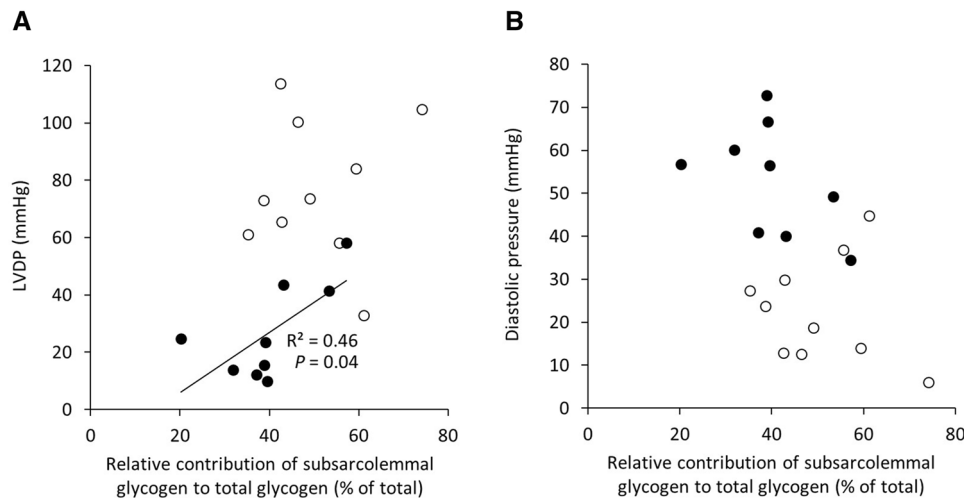 A
LVDP (mmHg)
120
100
80
60
40
20
0
R² = 0.46
P = 0.04
0 20 40 60 80
Relative contribution of subsarcolemmal
glycogen to total glycogen (% of total)
B
Diastolic pressure (mmHg)
80
70
60
50
40
30
20
10
0
0 20 40 60 80
Relative contribution of subsarcolemmal
glycogen to total glycogen (% of total)